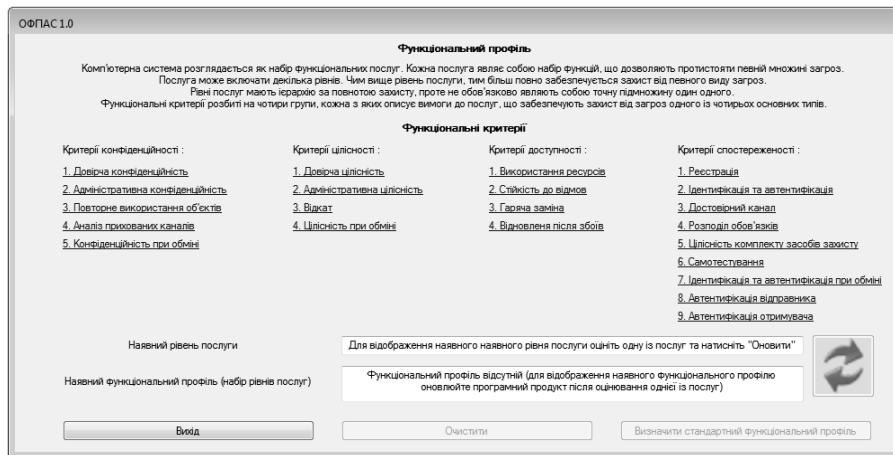 ОФПАС 1.0
Функціональний профіль
Комп'ютерна система розглядається як набір функціональних послуг. Кожна послуга являє собою набір функцій, що дозволяють протистояти певній множині загроз.
Послуга може включати декілька рівнів. Чим вище рівень послуги, тим більш повно забезпечується захист від певного виду загроз.
Рівні послуг мають ієрархію за повнотою захисту, проте не обов'язково являють собою точну підмножину один одного.
Функціональні критерії розбиті на чотири групи, кожна з яких описує вимоги до послуг, що забезпечують захист від загроз одного із чотирьох основних типів.
Функціональні критерії
Критерії конфіденційності :
1. Довірча конфіденційність
2. Адміністративна конфіденційність
3. Повторне використання об'єктів
4. Аналіз прихованих каналів
5. Конфіденційність при обміні
Критерії цілісності :
1. Довірча цілісність
2. Адміністративна цілісність
3. Відкат
4. Цілісність при обміні
Критерії доступності :
1. Використання ресурсів
2. Стійкість до відмов
3. Гаряча заміна
4. Відновленя після збоїв
Критерії спостереженості :
1. Реєстрація
2. Ідентифікація та автентифікація
3. Достовірний канал
4. Розподіл обов'язків
5. Цілісність комплекту засобів захисту
6. Самотестування
7. Ідентифікація та автентифікація при обміні
8. Автентифікація відправника
9. Автентифікація отримувача
Наявний рівень послуги
Для відображення наявного наявного рівня послуги оцініть одну із послуг та натисніть "Оновити"
Наявний функціональний профіль (набір рівнів послуг)
Функціональний профіль відсутній (для відображення наявного функціонального профілю
оновлюйте програмний продукт після оцінювання однієї із послуг)
Вихід
Очистити
Визначити стандартний функціональний профіль